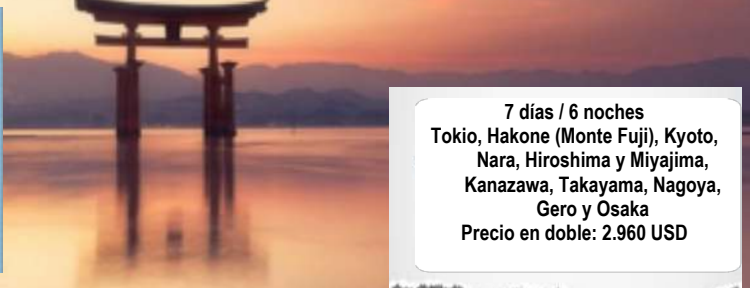 7 días / 6 noches
Tokio, Hakone (Monte Fuji), Kyoto,
Nara, Hiroshima y Miyajima,
Kanazawa, Takayama, Nagoya,
Gero y Osaka
Precio en doble: 2.960 USD